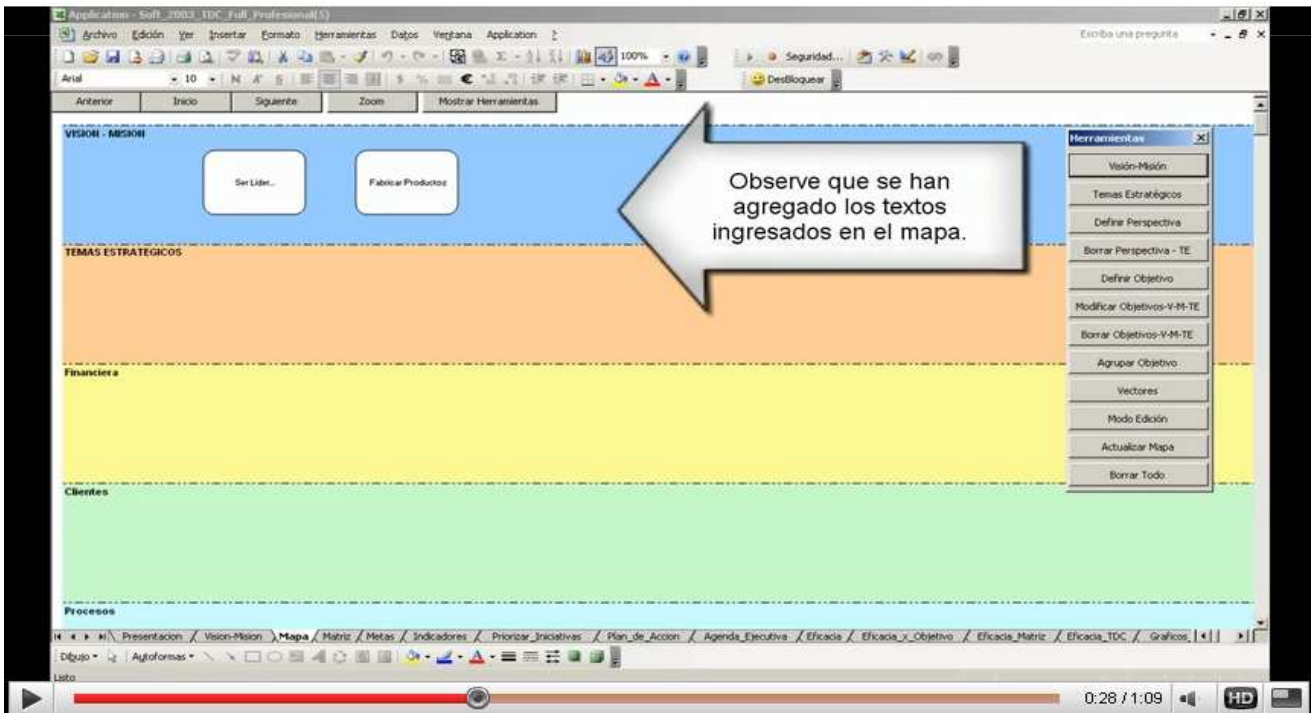 Application - Soft_2003_TDC_Full_Profesional(5)
Archivo Edición Ver Insertar Formato Herramientas Datos Ventana Application ?
Escriba una pregunta
100%
Seguridad...
Arial 10 N K S $ % €
DesBloquear
Anterior Inicio Siguiente Zoom Mostrar Herramientas
VISION - MISION
Ser Lider...
Fabricar Productos
Observe que se han
agregado los textos
ingresados en el mapa.
TEMAS ESTRATEGICOS
Financiera
Clientes
Procesos
Herramientas
Visión-Misión
Temas Estratégicos
Definir Perspectiva
Borrar Perspectiva - TE
Definir Objetivo
Modificar Objetivos-V-M-TE
Borrar Objetivos-V-M-TE
Agrupar Objetivo
Vectores
Modo Edición
Actualizar Mapa
Borrar Todo
Presentacion / Vision-Mision / Mapa / Matriz / Metas / Indicadores / Priorizar_Iniciativas / Plan_de_Accion / Agenda_Ejecutiva / Eficacia / Eficacia_x_Objetivo / Eficacia_Matriz / Eficacia_TDC / Graficos
Dibujo Autoformas
Listo
0:28 / 1:09 HD